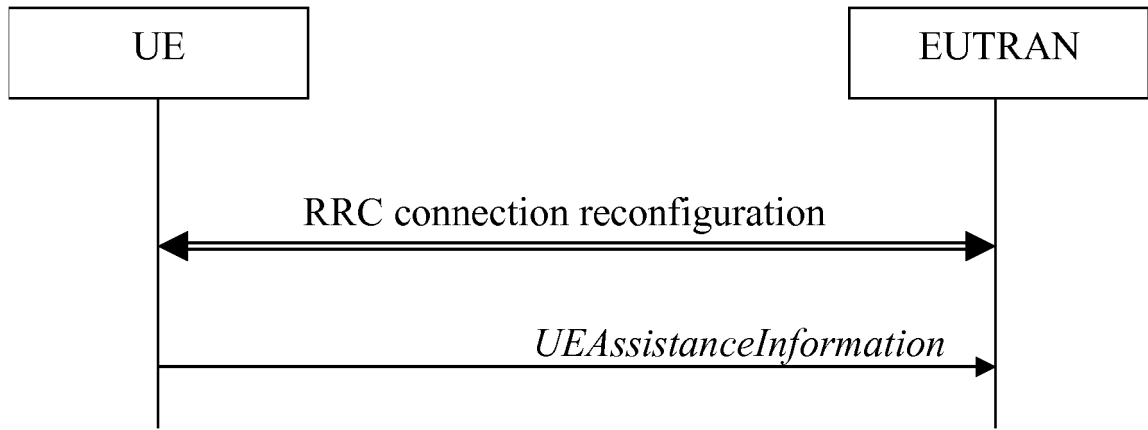 UE
EUTRAN
RRC connection reconfiguration
UEAssistanceInformation